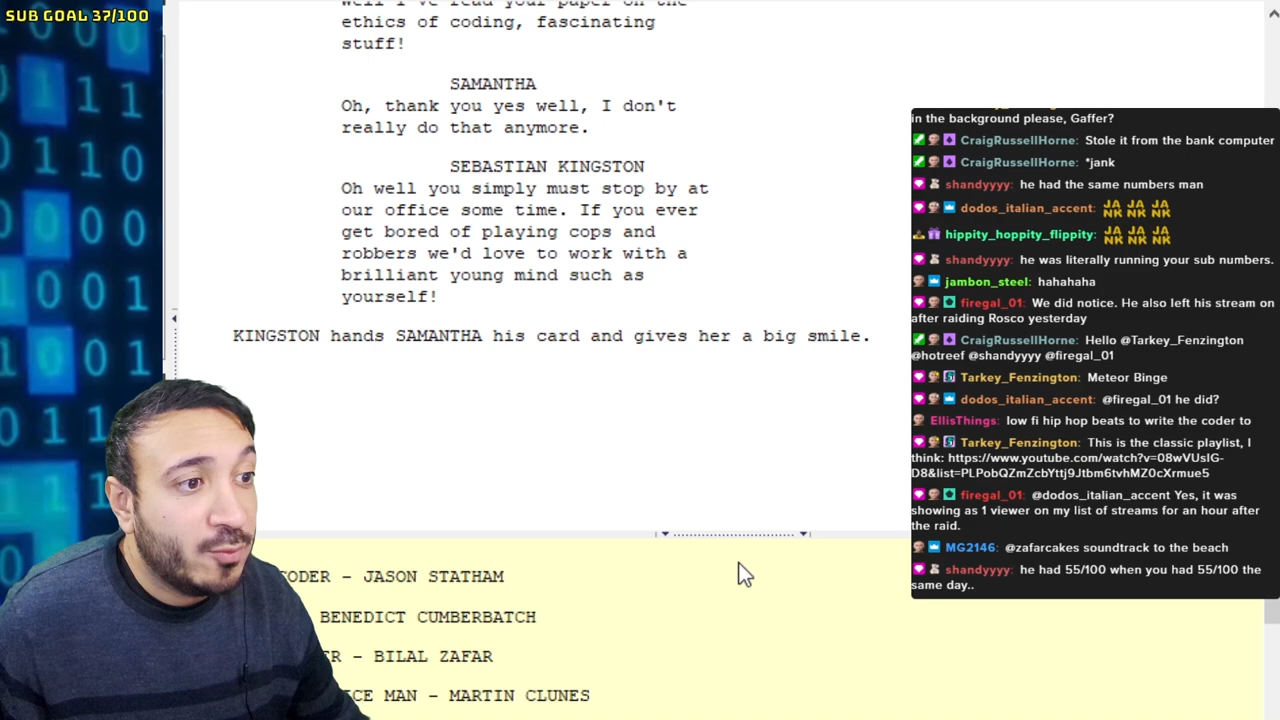 SUB GOAL 37/100
well I've read your paper on the
ethics of coding, fascinating
stuff!
SAMANTHA
Oh, thank you yes well, I don't
really do that anymore.
SEBASTIAN KINGSTON
Oh well you simply must stop by at
our office some time. If you ever
get bored of playing cops and
robbers we'd love to work with a
brilliant young mind such as
yourself!
KINGSTON hands SAMANTHA his card and gives her a big smile.
CODER – JASON STATHAM
BENEDICT CUMBERBATCH
ER – BILAL ZAFAR
ICE MAN – MARTIN CLUNES
in the background please, Gaffer?
CraigRussellHorne: Stole it from the bank computer
CraigRussellHorne: *jank
shandyyyy: he had the same numbers man
dodos_italian_accent: JANK JANK JANK
hippity_hoppity_flippity: JANK JANK JANK
shandyyyy: he was literally running your sub numbers.
jambon_steel: hahahaha
firegal_01: We did notice. He also left his stream on
after raiding Rosco yesterday
CraigRussellHorne: Hello @Tarkey_Fenzington
@hotreef @shandyyyy @firegal_01
Tarkey_Fenzington: Meteor Binge
dodos_italian_accent: @firegal_01 he did?
EllisThings: low fi hip hop beats to write the coder to
Tarkey_Fenzington: This is the classic playlist, I
think: https://www.youtube.com/watch?v=08wVUsIG-
D8&list=PLPobQZmZcbYttj9Jtbm6tvhMZ0cXrmue5
firegal_01: @dodos_italian_accent Yes, it was
showing as 1 viewer on my list of streams for an hour after
the raid.
MG2146: @zafarcakes soundtrack to the beach
shandyyyy: he had 55/100 when you had 55/100 the
same day..